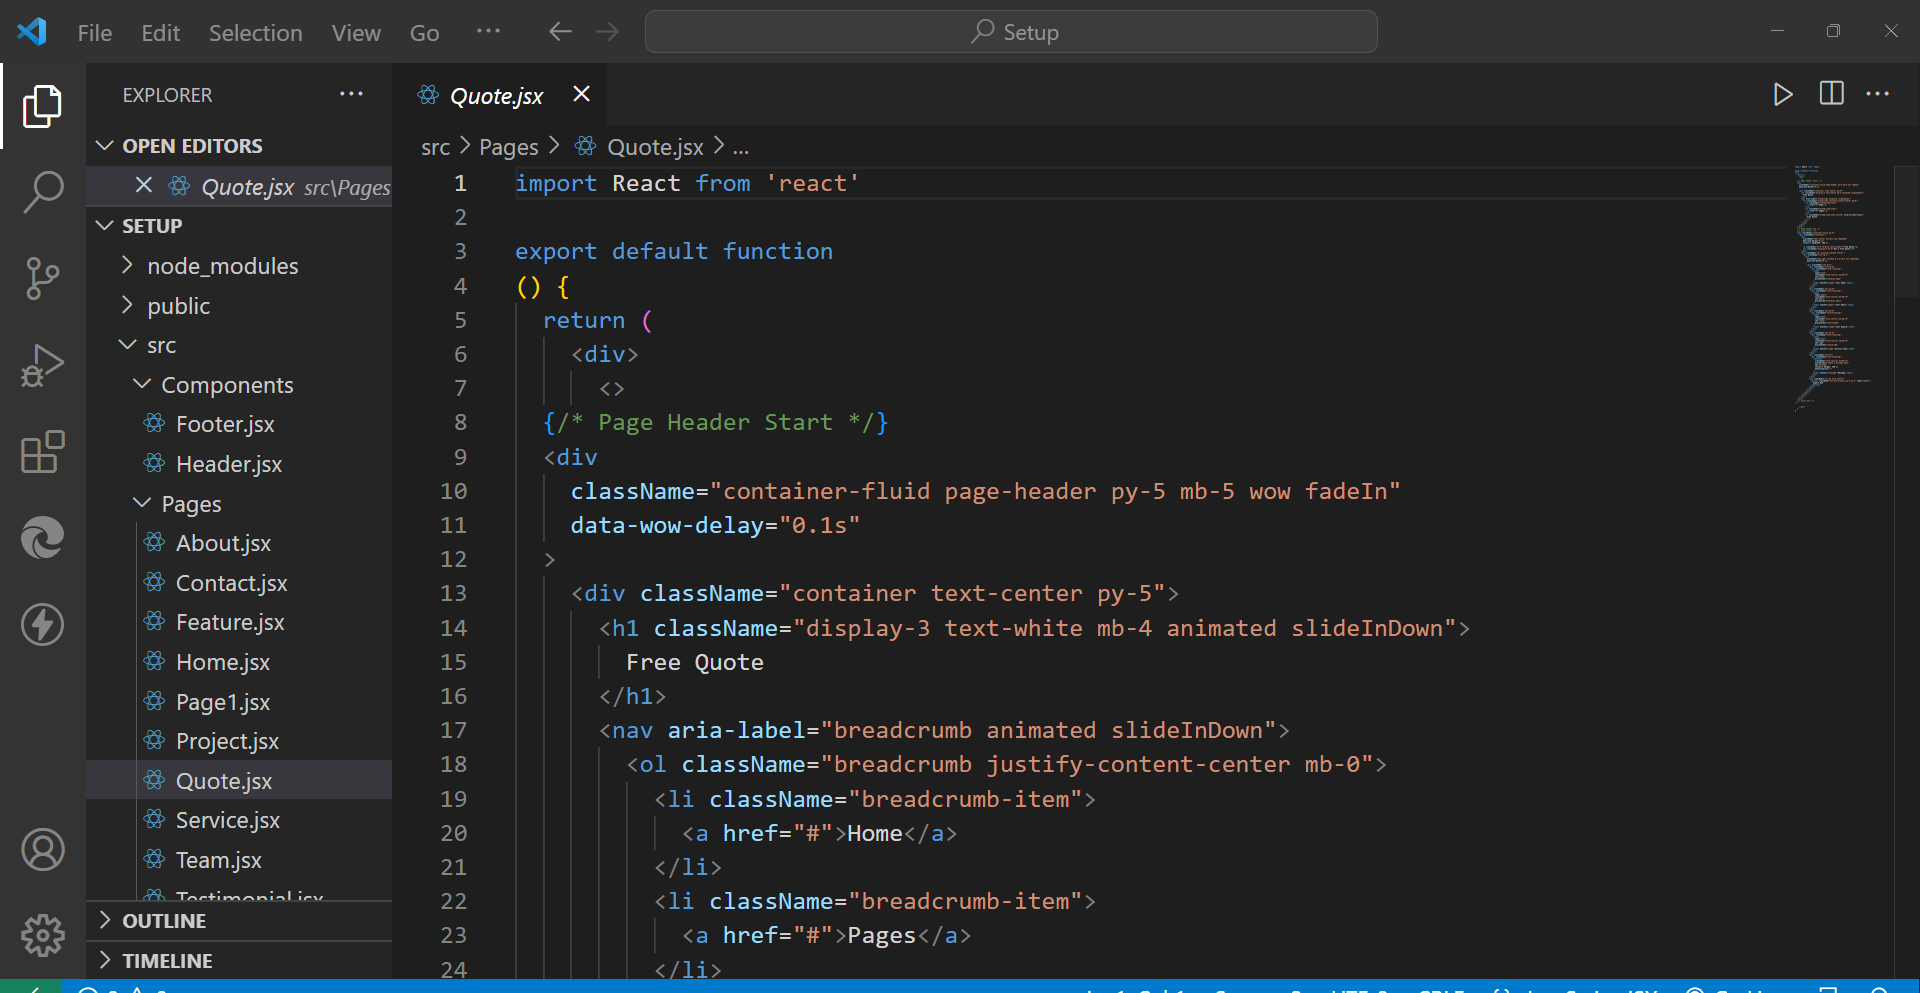 File Edit Selection View Go ···
Setup
EXPLORER ···
OPEN EDITORS
Quote.jsx src\Pages
SETUP
node_modules
public
src
Components
Footer.jsx
Header.jsx
Pages
About.jsx
Contact.jsx
Feature.jsx
Home.jsx
Page1.jsx
Project.jsx
Quote.jsx
Service.jsx
Team.jsx
Testimonial.jsx
OUTLINE
TIMELINE
Quote.jsx
src > Pages > Quote.jsx > ...
1 import React from 'react'
2
3 export default function
4 () {
5 return (
6 <div>
7 <>
8 {/* Page Header Start */}
9 <div
10 className="container-fluid page-header py-5 mb-5 wow fadeIn"
11 data-wow-delay="0.1s"
12 >
13 <div className="container text-center py-5">
14 <h1 className="display-3 text-white mb-4 animated slideInDown">
15 Free Quote
16 </h1>
17 <nav aria-label="breadcrumb animated slideInDown">
18 <ol className="breadcrumb justify-content-center mb-0">
19 <li className="breadcrumb-item">
20 <a href="#">Home</a>
21 </li>
22 <li className="breadcrumb-item">
23 <a href="#">Pages</a>
24 </li>